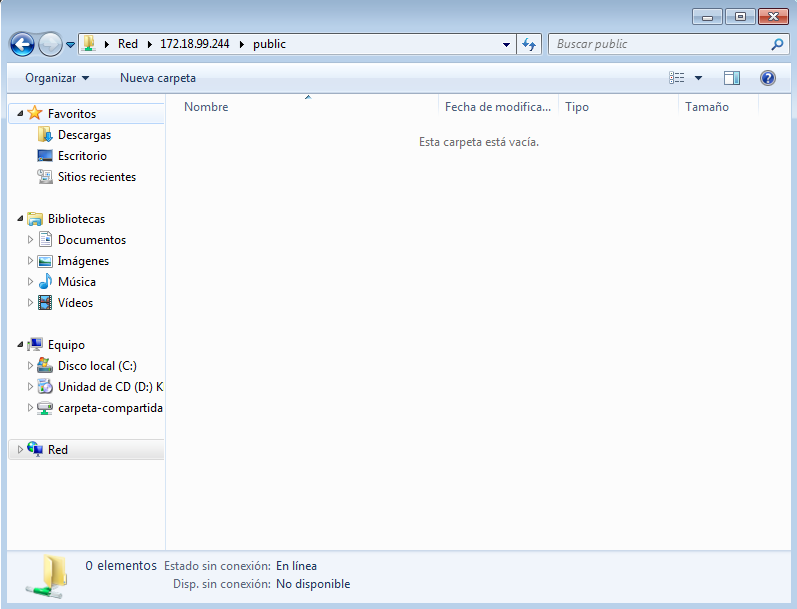 Red 172.18.99.244 public Buscar public
Organizar Nueva carpeta
Nombre Fecha de modifica... Tipo Tamaño
Esta carpeta está vacía.
Favoritos
Descargas
Escritorio
Sitios recientes
Bibliotecas
Documentos
Imágenes
Música
Vídeos
Equipo
Disco local (C:)
Unidad de CD (D:) K
carpeta-compartida
Red
0 elementos Estado sin conexión: En línea
Disp. sin conexión: No disponible